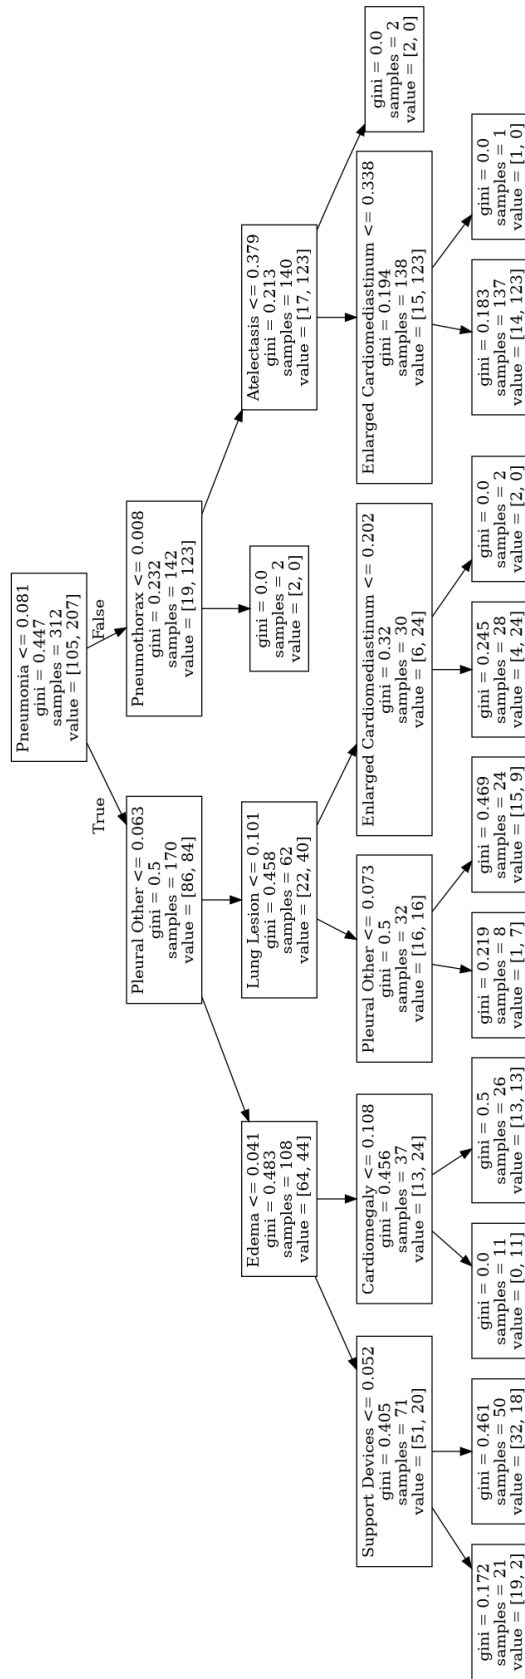 Pneumonia <= 0.081
gini = 0.447
samples = 312
value = [105, 207]
True
False
Pleural Other <= 0.063
gini = 0.5
samples = 170
value = [86, 84]
Pneumothorax <= 0.008
gini = 0.232
samples = 142
value = [19, 123]
Edema <= 0.041
gini = 0.483
samples = 108
value = [64, 44]
Lung Lesion <= 0.101
gini = 0.458
samples = 62
value = [22, 40]
gini = 0.0
samples = 2
value = [2, 0]
Atelectasis <= 0.379
gini = 0.213
samples = 140
value = [17, 123]
Support Devices <= 0.052
gini = 0.405
samples = 71
value = [51, 20]
Cardiomegaly <= 0.108
gini = 0.456
samples = 37
value = [13, 24]
Pleural Other <= 0.073
gini = 0.5
samples = 32
value = [16, 16]
Enlarged Cardiomediastinum <= 0.202
gini = 0.32
samples = 30
value = [6, 24]
Enlarged Cardiomediastinum <= 0.338
gini = 0.194
samples = 138
value = [15, 123]
gini = 0.0
samples = 2
value = [2, 0]
gini = 0.172
samples = 21
value = [19, 2]
gini = 0.461
samples = 50
value = [32, 18]
gini = 0.0
samples = 11
value = [0, 11]
gini = 0.5
samples = 26
value = [13, 13]
gini = 0.219
samples = 8
value = [1, 7]
gini = 0.469
samples = 24
value = [15, 9]
gini = 0.245
samples = 28
value = [4, 24]
gini = 0.0
samples = 2
value = [2, 0]
gini = 0.183
samples = 137
value = [14, 123]
gini = 0.0
samples = 1
value = [1, 0]